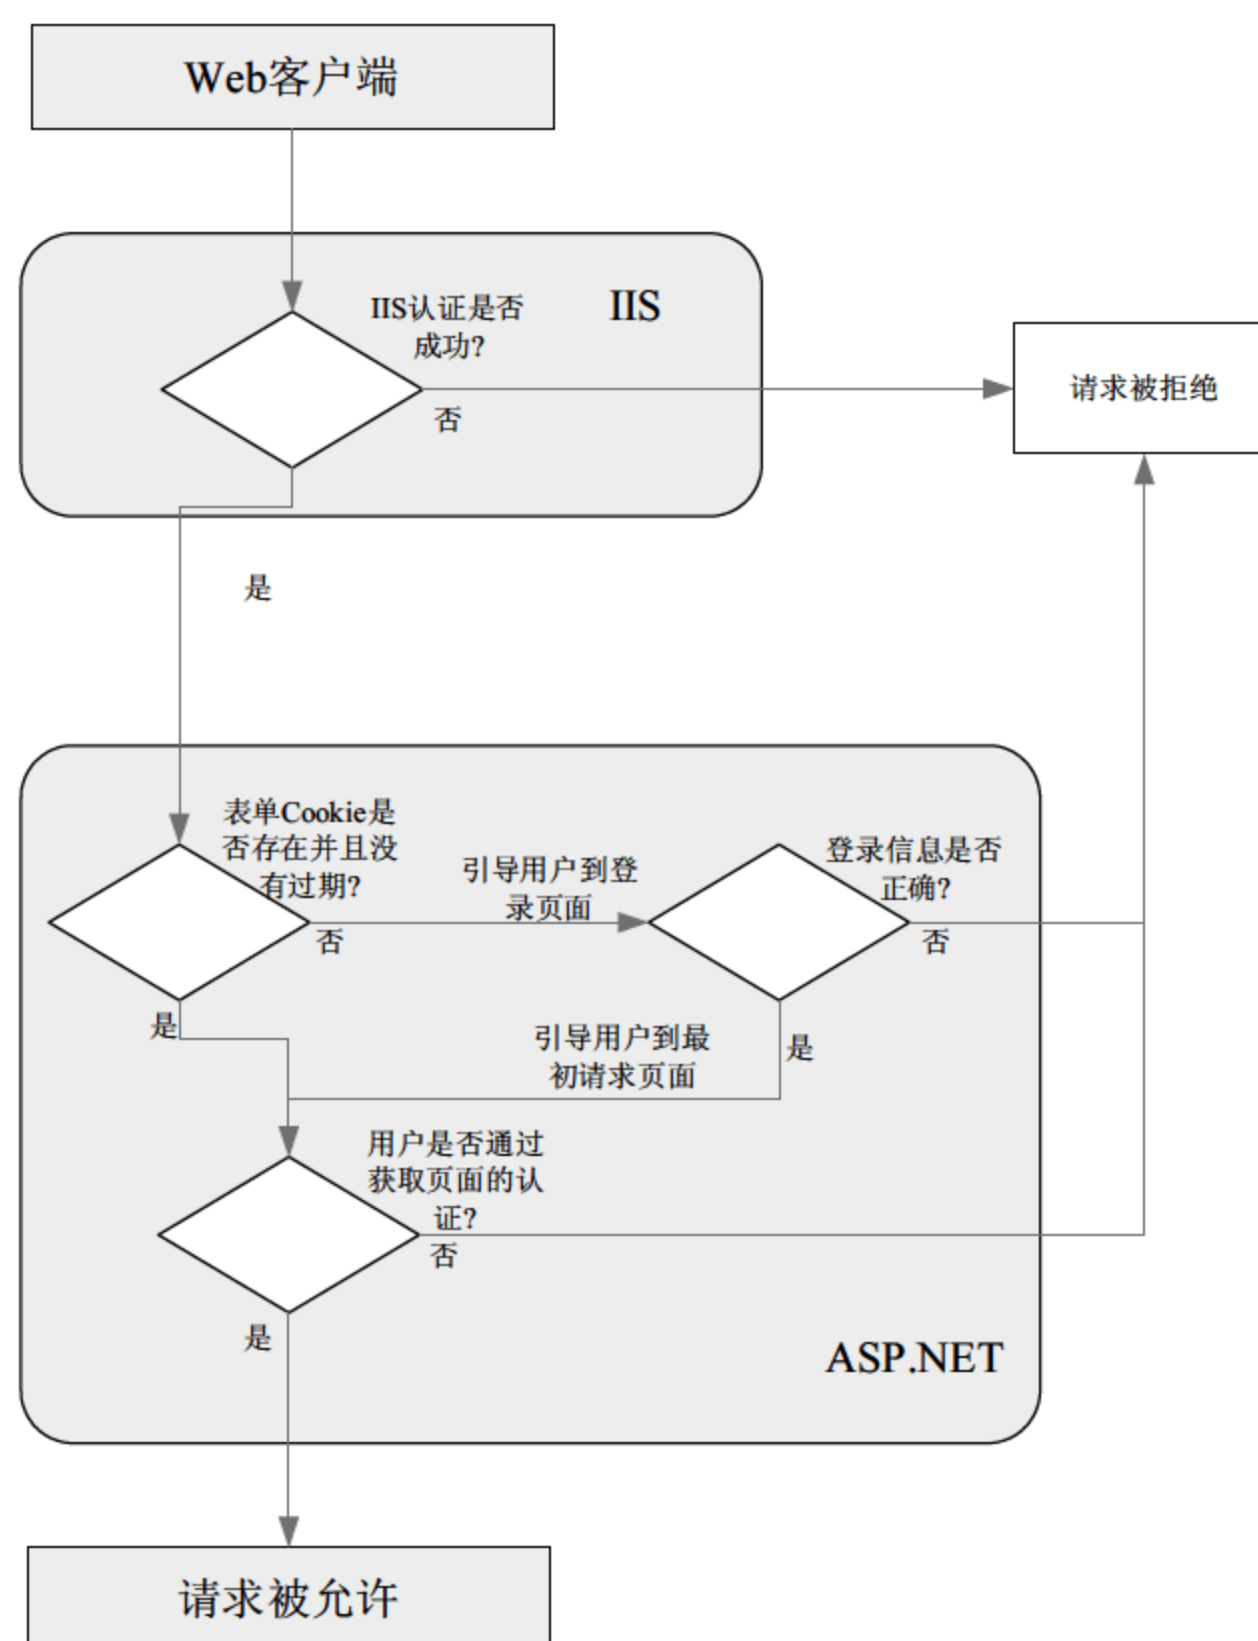 Web客户端
IIS认证是否
成功?
IIS
否
请求被拒绝
是
表单Cookie是
否存在并且没
有过期?
否
引导用户到登
录页面
登录信息是否
正确?
否
是
引导用户到最
初请求页面
是
用户是否通过
获取页面的认
证?
否
是
ASP.NET
请求被允许